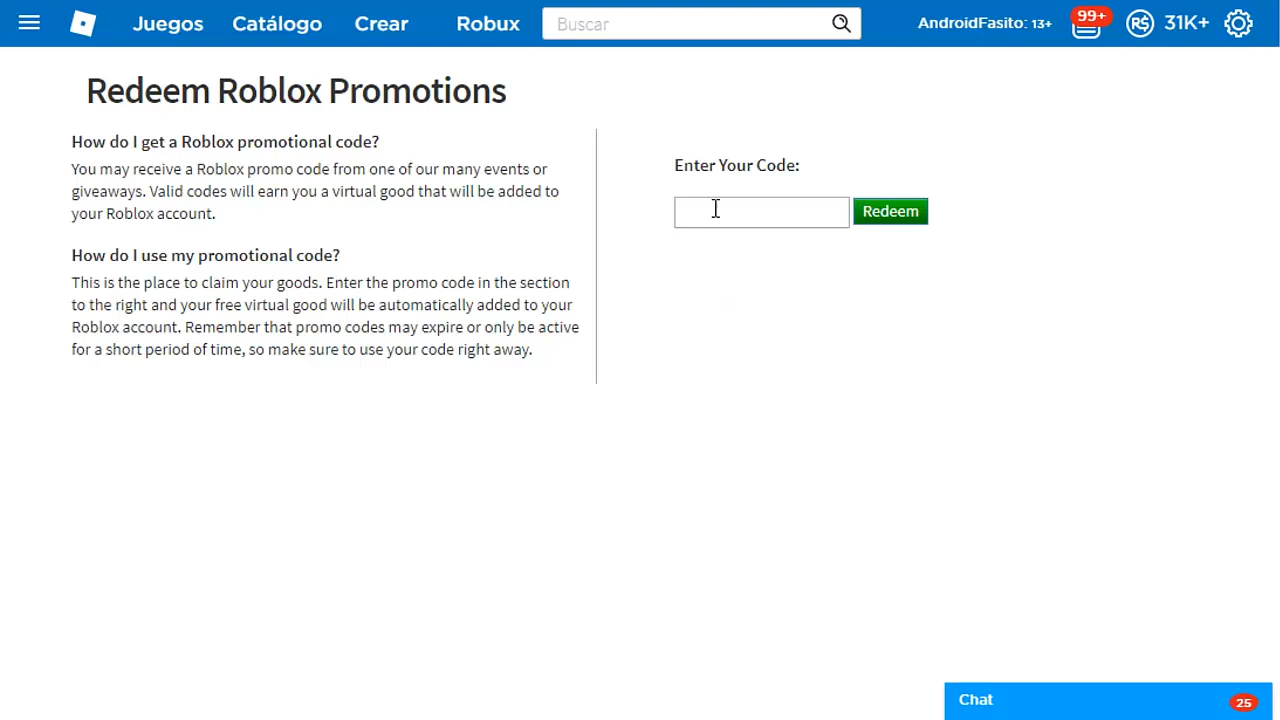 Juegos Catálogo Crear Robux Buscar AndroidFasito: 13+ 99+ R$ 31K+
Redeem Roblox Promotions
How do I get a Roblox promotional code?
You may receive a Roblox promo code from one of our many events or
giveaways. Valid codes will earn you a virtual good that will be added to
your Roblox account.
How do I use my promotional code?
This is the place to claim your goods. Enter the promo code in the section
to the right and your free virtual good will be automatically added to your
Roblox account. Remember that promo codes may expire or only be active
for a short period of time, so make sure to use your code right away.
Enter Your Code:
Redeem
Chat 25